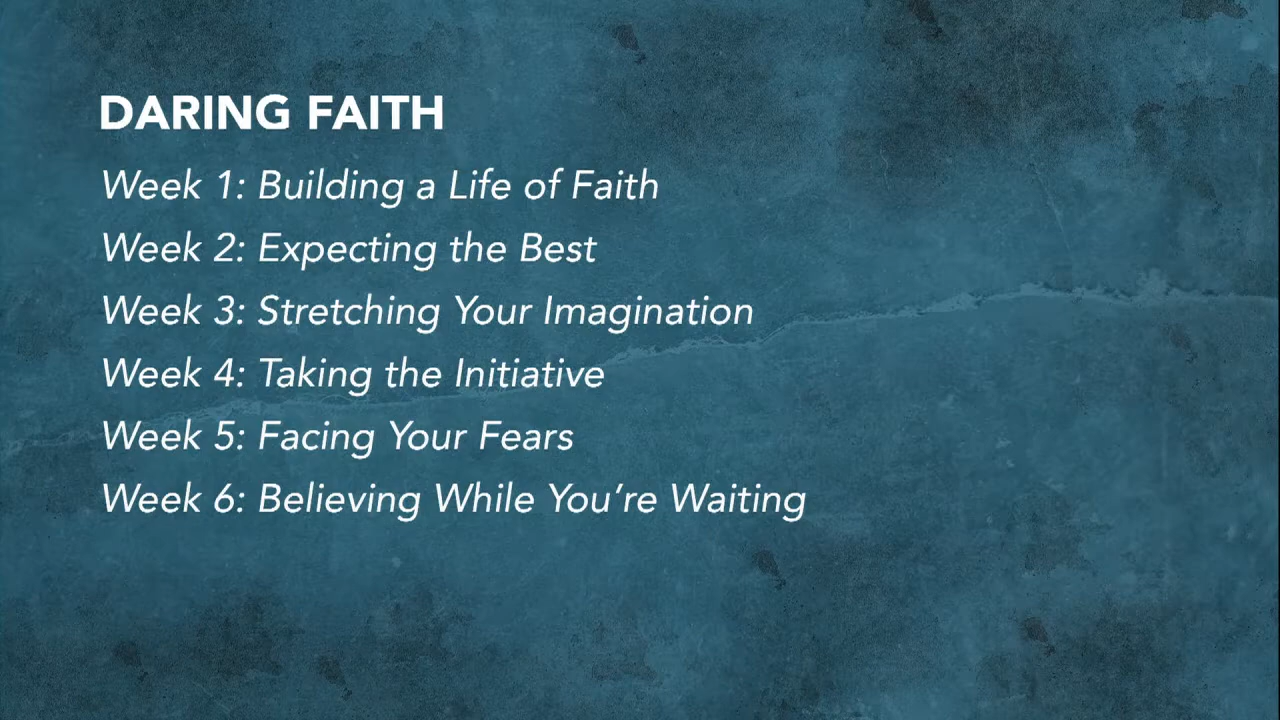 DARING FAITH
Week 1: Building a Life of Faith
Week 2: Expecting the Best
Week 3: Stretching Your Imagination
Week 4: Taking the Initiative
Week 5: Facing Your Fears
Week 6: Believing While You’re Waiting